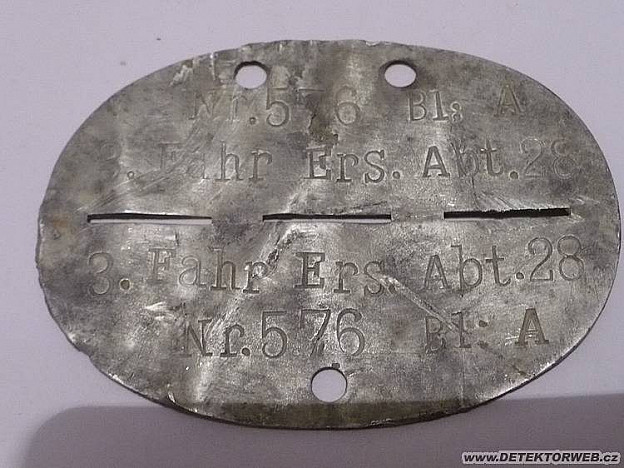 Nr.576 Bl: A
3. Fahr Ers. Abt.28
3. Fahr Ers. Abt.28
Nr.576 Bl: A
www.DETEKTORWEB.cz